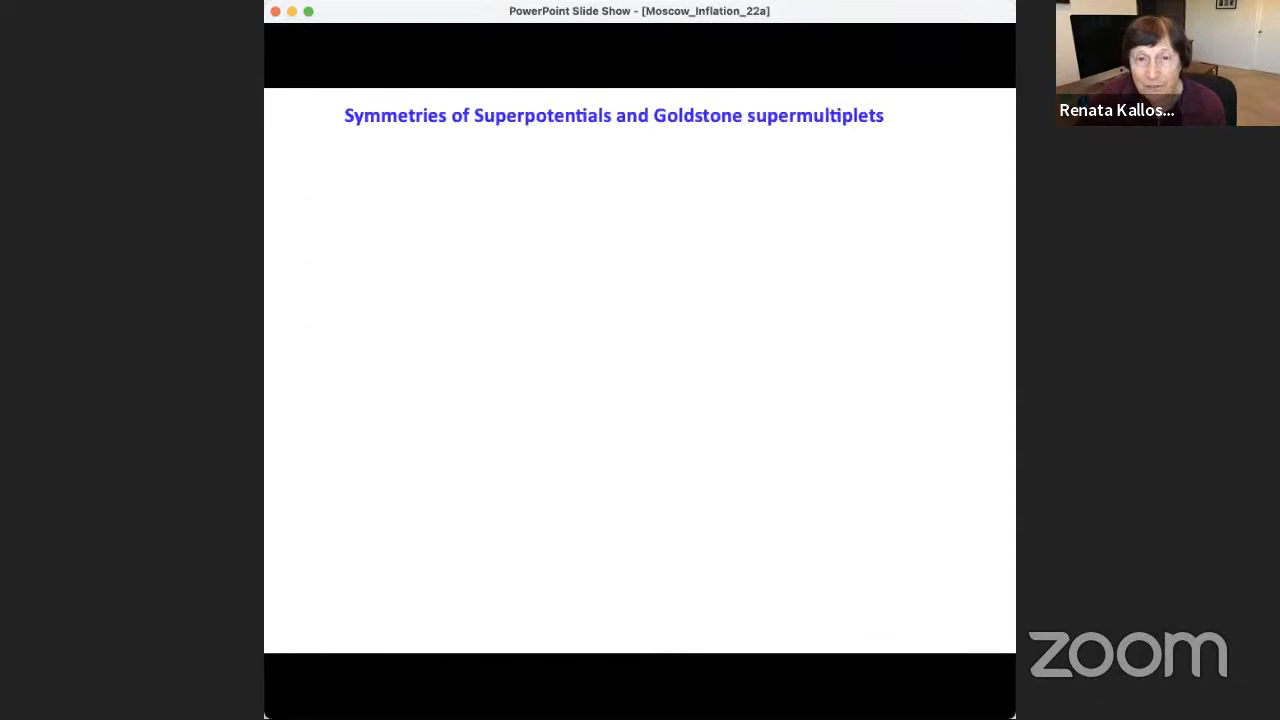 PowerPoint Slide Show - [Moscow_Inflation_22a]
Symmetries of Superpotentials and Goldstone supermultiplets
Renata Kallos...
zoom